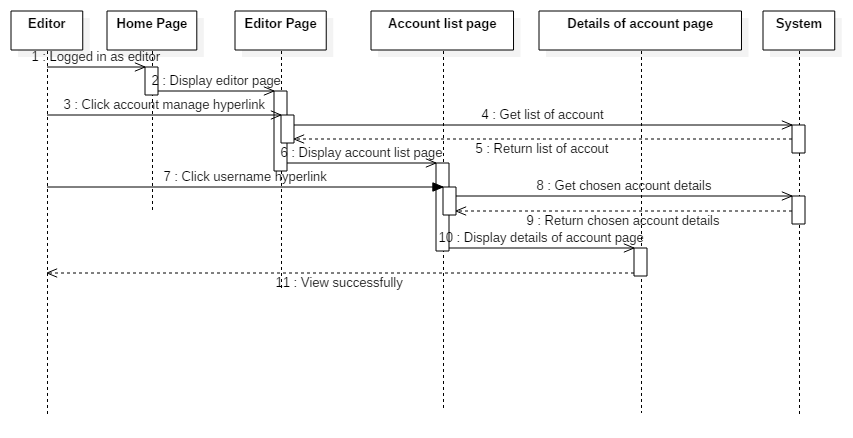 Editor
Home Page
Editor Page
Account list page
Details of account page
System
1 : Logged in as editor
2 : Display editor page
3 : Click account manage hyperlink
4 : Get list of account
5 : Return list of accout
6 : Display account list page
7 : Click username hyperlink
8 : Get chosen account details
9 : Return chosen account details
10 : Display details of account page
11 : View successfully